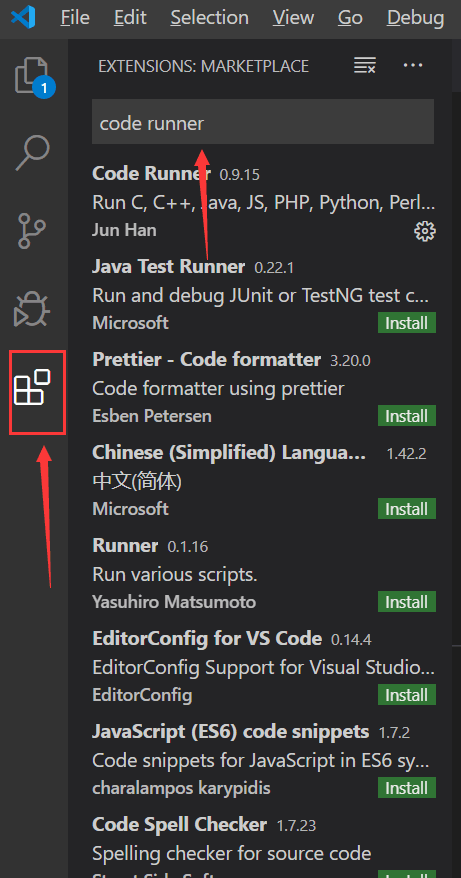 File Edit Selection View Go Debug
EXTENSIONS: MARKETPLACE
1
code runner
Code Runner 0.9.15
Run C, C++, Java, JS, PHP, Python, Perl...
Jun Han
Java Test Runner 0.22.1
Run and debug JUnit or TestNG test c...
Microsoft Install
Prettier - Code formatter 3.20.0
Code formatter using prettier
Esben Petersen Install
Chinese (Simplified) Langua... 1.42.2
中文(简体)
Microsoft Install
Runner 0.1.16
Run various scripts.
Yasuhiro Matsumoto Install
EditorConfig for VS Code 0.14.4
EditorConfig Support for Visual Studio...
EditorConfig Install
JavaScript (ES6) code snippets 1.7.2
Code snippets for JavaScript in ES6 sy...
charalampos karypidis Install
Code Spell Checker 1.7.23
Spelling checker for source code
Street Side Soft... Install